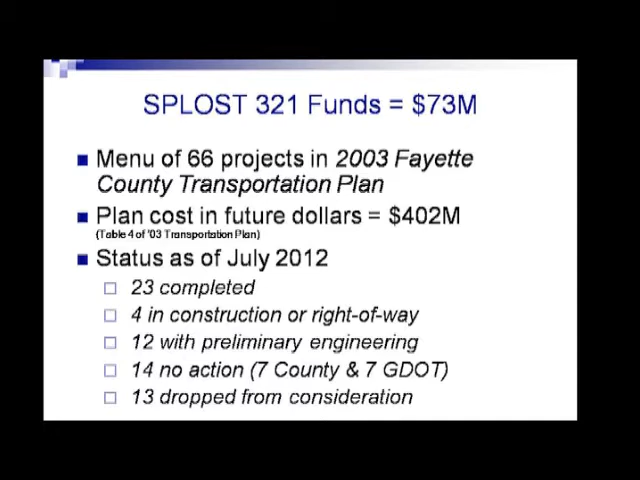 SPLOST 321 Funds = $73M
Menu of 66 projects in 2003 Fayette
County Transportation Plan
Plan cost in future dollars = $402M
(Table 4 of '03 Transportation Plan)
Status as of July 2012
23 completed
4 in construction or right-of-way
12 with preliminary engineering
14 no action (7 County & 7 GDOT)
13 dropped from consideration